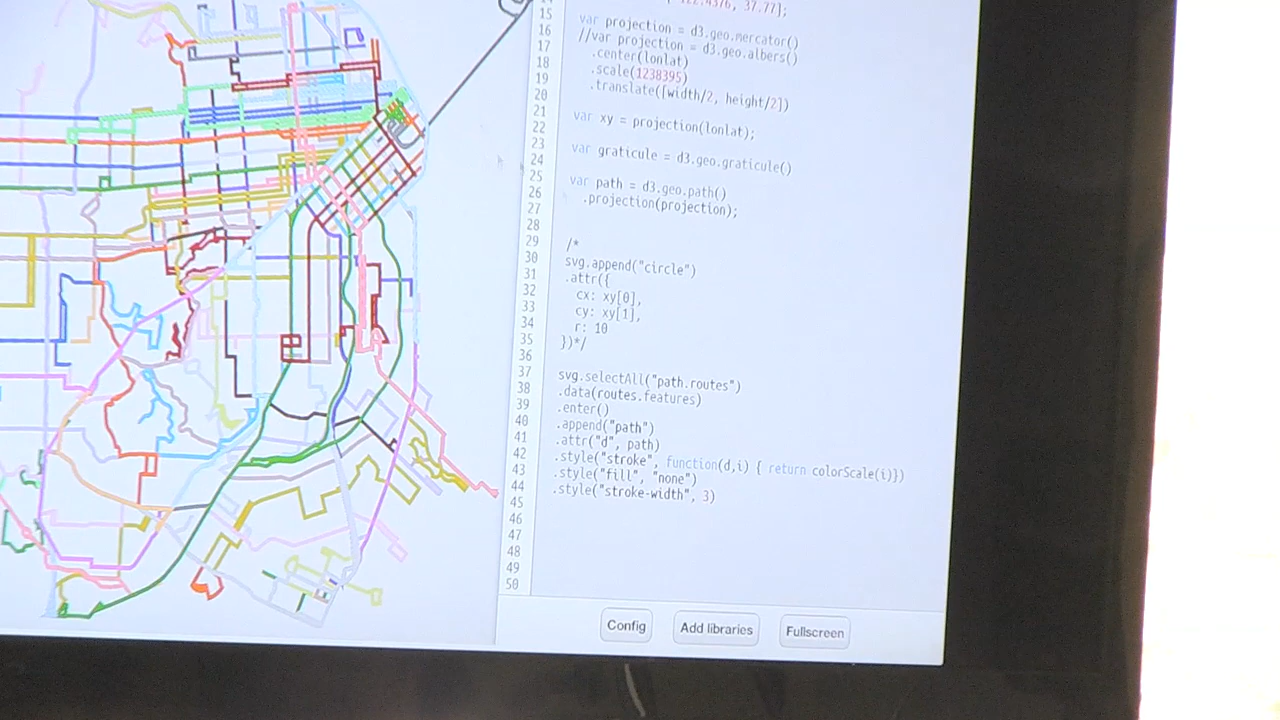 37.77];
15
16 var projection = d3.geo.mercator()
17 //var projection = d3.geo.albers()
18 .center(lonlat)
19 .scale(1238395)
20 .translate([width/2, height/2])
21
22 var xy = projection(lonlat);
23
24 var graticule = d3.geo.graticule()
25
26 var path = d3.geo.path()
27 .projection(projection);
28
29
30 /*
31 svg.append("circle")
32 .attr({
33 cx: xy[0],
34 cy: xy[1],
35 r: 10
36 })*/
37
38 svg.selectAll("path.routes")
39 .data(routes.features)
40 .enter()
41 .append("path")
42 .attr("d", path)
43 .style("stroke", function(d,i) { return colorScale(i)})
44 .style("fill", "none")
45 .style("stroke-width", 3)
46
47
48
49
50
Config Add libraries Fullscreen